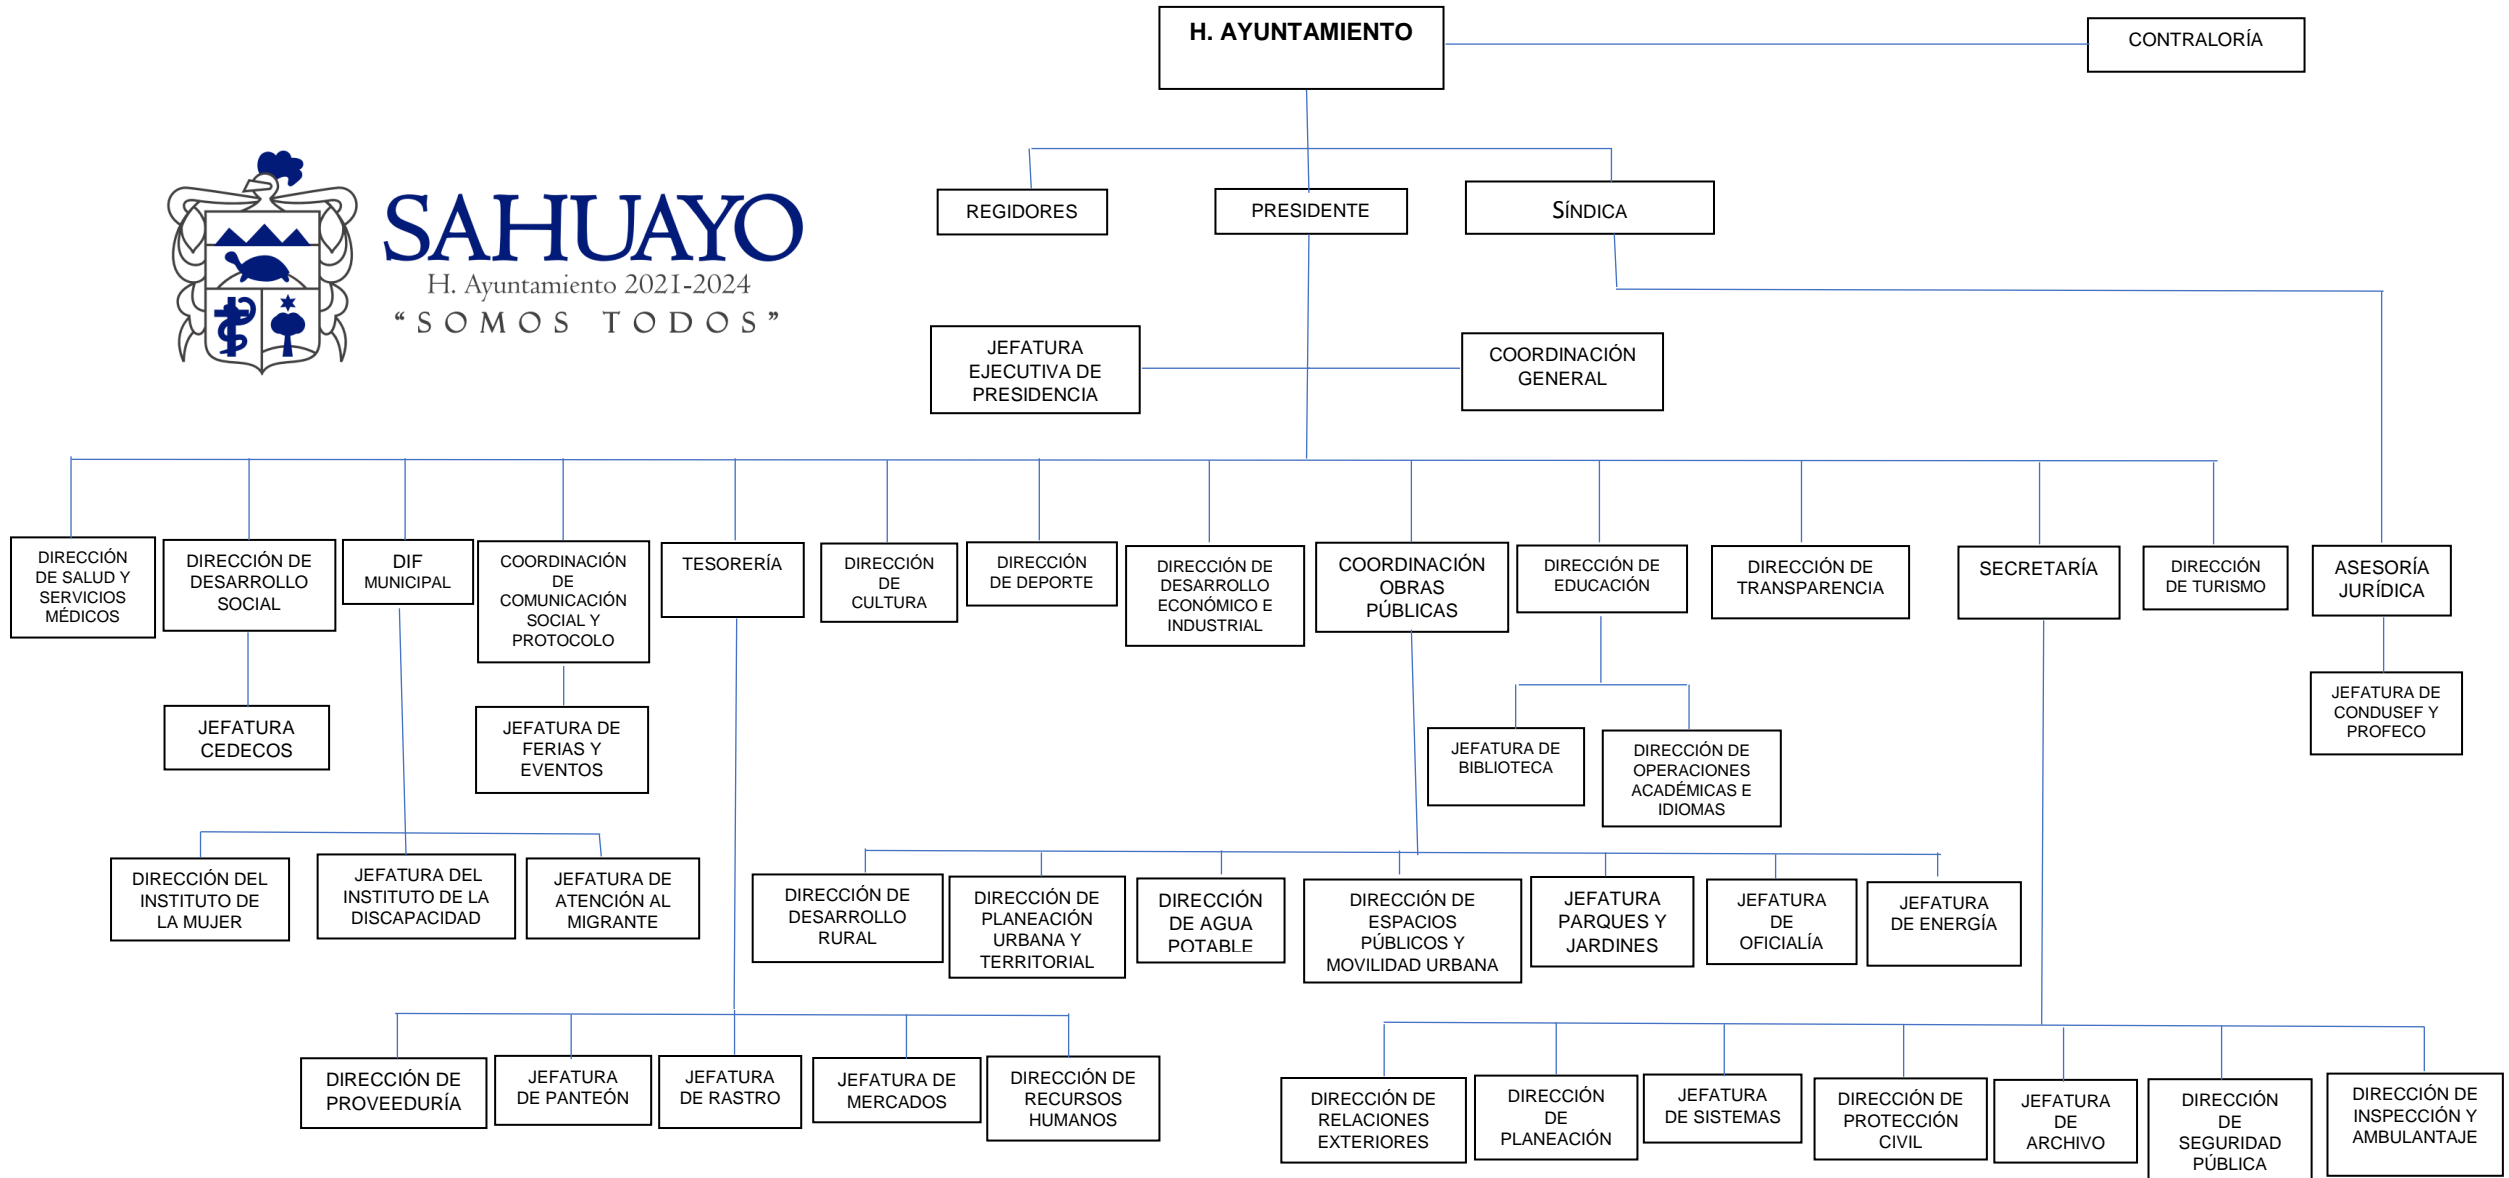 H. AYUNTAMIENTO
CONTRALORÍA
SAHUAYO
H. Ayuntamiento 2021-2024
"SOMOS TODOS"
REGIDORES
PRESIDENTE
SÍNDICA
JEFATURA
EJECUTIVA DE
PRESIDENCIA
COORDINACIÓN
GENERAL
DIRECCIÓN
DE SALUD Y
SERVICIOS
MÉDICOS
DIRECCIÓN DE
DESARROLLO
SOCIAL
DIF
MUNICIPAL
COORDINACIÓN
DE
COMUNICACIÓN
SOCIAL Y
PROTOCOLO
TESORERÍA
DIRECCIÓN
DE
CULTURA
DIRECCIÓN
DE DEPORTE
DIRECCIÓN DE
DESARROLLO
ECONÓMICO E
INDUSTRIAL
COORDINACIÓN
OBRAS
PÚBLICAS
DIRECCIÓN DE
EDUCACIÓN
DIRECCIÓN DE
TRANSPARENCIA
SECRETARÍA
DIRECCIÓN
DE TURISMO
ASESORÍA
JURÍDICA
JEFATURA
CEDECOS
JEFATURA DE
FERIAS Y
EVENTOS
JEFATURA DE
BIBLIOTECA
DIRECCIÓN DE
OPERACIONES
ACADÉMICAS E
IDIOMAS
JEFATURA DE
CONDUSEF Y
PROFECO
DIRECCIÓN DEL
INSTITUTO DE
LA MUJER
JEFATURA DEL
INSTITUTO DE LA
DISCAPACIDAD
JEFATURA DE
ATENCIÓN AL
MIGRANTE
DIRECCIÓN DE
DESARROLLO
RURAL
DIRECCIÓN DE
PLANEACIÓN
URBANA Y
TERRITORIAL
DIRECCIÓN
DE AGUA
POTABLE
DIRECCIÓN DE
ESPACIOS
PÚBLICOS Y
MOVILIDAD URBANA
JEFATURA
PARQUES Y
JARDINES
JEFATURA
DE
OFICIALÍA
JEFATURA
DE ENERGÍA
DIRECCIÓN DE
PROVEEDURÍA
JEFATURA
DE PANTEÓN
JEFATURA
DE RASTRO
JEFATURA DE
MERCADOS
DIRECCIÓN DE
RECURSOS
HUMANOS
DIRECCIÓN DE
RELACIONES
EXTERIORES
DIRECCIÓN
DE
PLANEACIÓN
JEFATURA
DE SISTEMAS
DIRECCIÓN DE
PROTECCIÓN
CIVIL
JEFATURA
DE
ARCHIVO
DIRECCIÓN
DE
SEGURIDAD
PÚBLICA
DIRECCIÓN DE
INSPECCIÓN Y
AMBULANTAJE